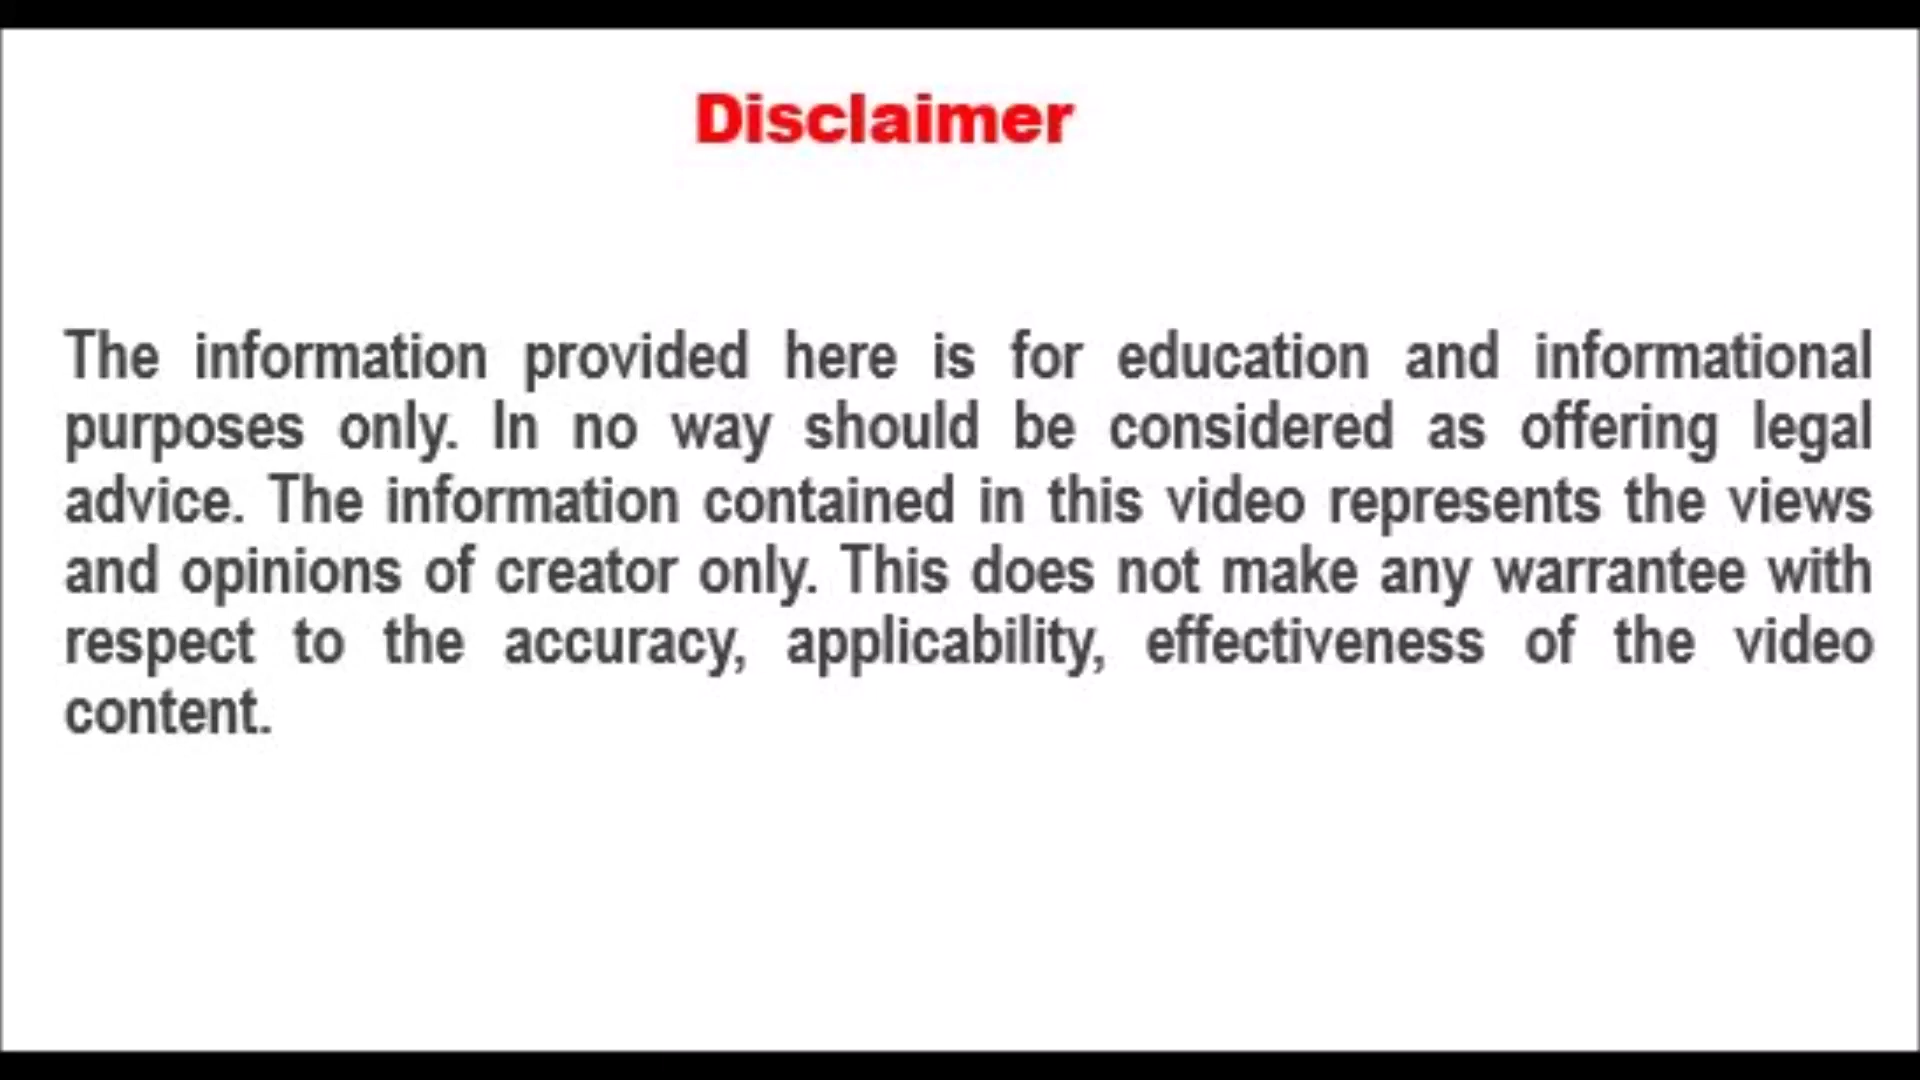 Disclaimer
The information provided here is for education and informational
purposes only. In no way should be considered as offering legal
advice. The information contained in this video represents the views
and opinions of creator only. This does not make any warrantee with
respect to the accuracy, applicability, effectiveness of the video
content.